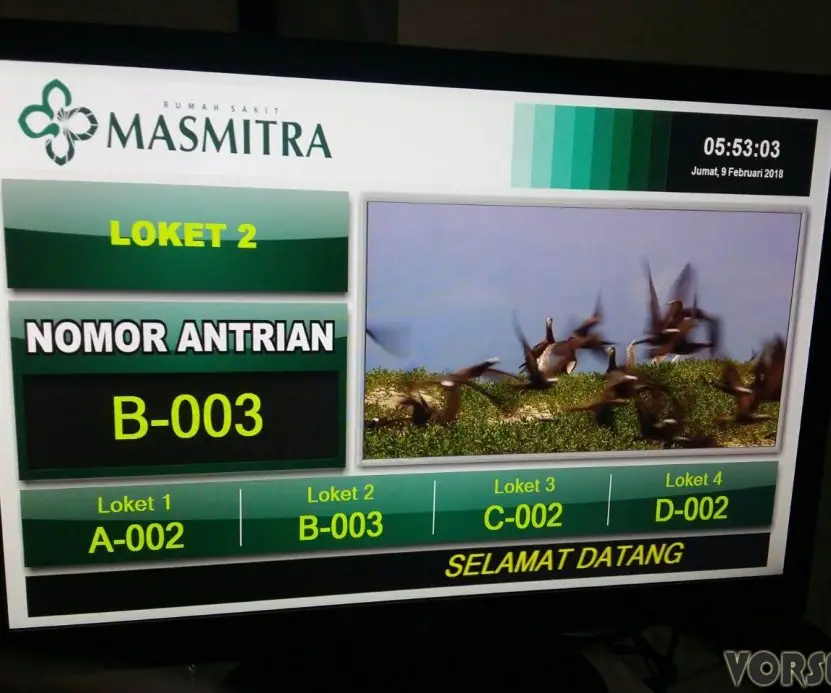 RUMAH SAKIT
MASMITRA
05:53:03
Jumat, 9 Februari 2018
LOKET 2
NOMOR ANTRIAN
B-003
Loket 1
A-002
Loket 2
B-003
Loket 3
C-002
Loket 4
D-002
SELAMAT DATANG